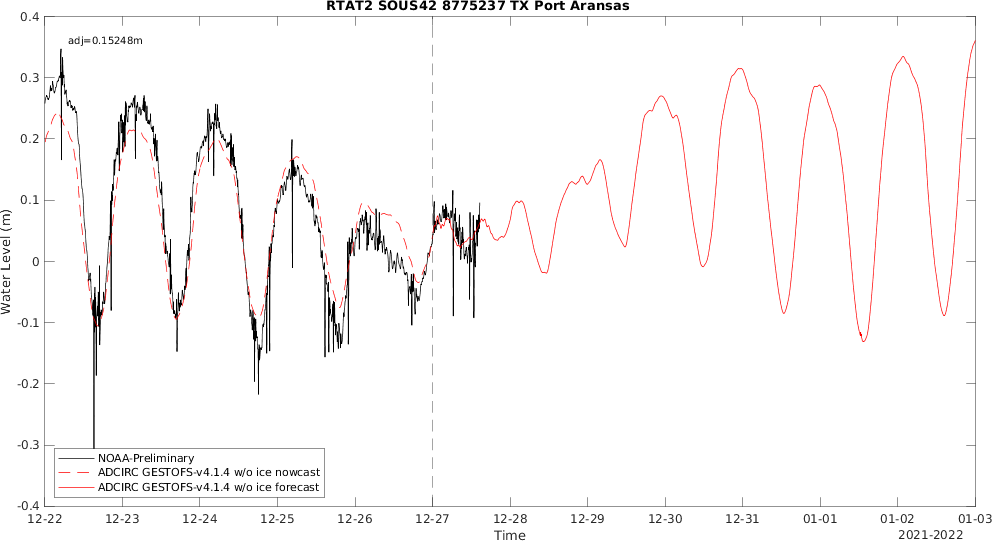 RTAT2 SOUS42 8775237 TX Port Aransas
adj=0.15248m
0.4
0.3
0.2
0.1
0
-0.1
-0.2
-0.3
-0.4
Water Level (m)
NOAA-Preliminary
ADCIRC GESTOFS-v4.1.4 w/o ice nowcast
ADCIRC GESTOFS-v4.1.4 w/o ice forecast
12-22 12-23 12-24 12-25 12-26 12-27 12-28 12-29 12-30 12-31 01-01 01-02 01-03
Time
2021-2022